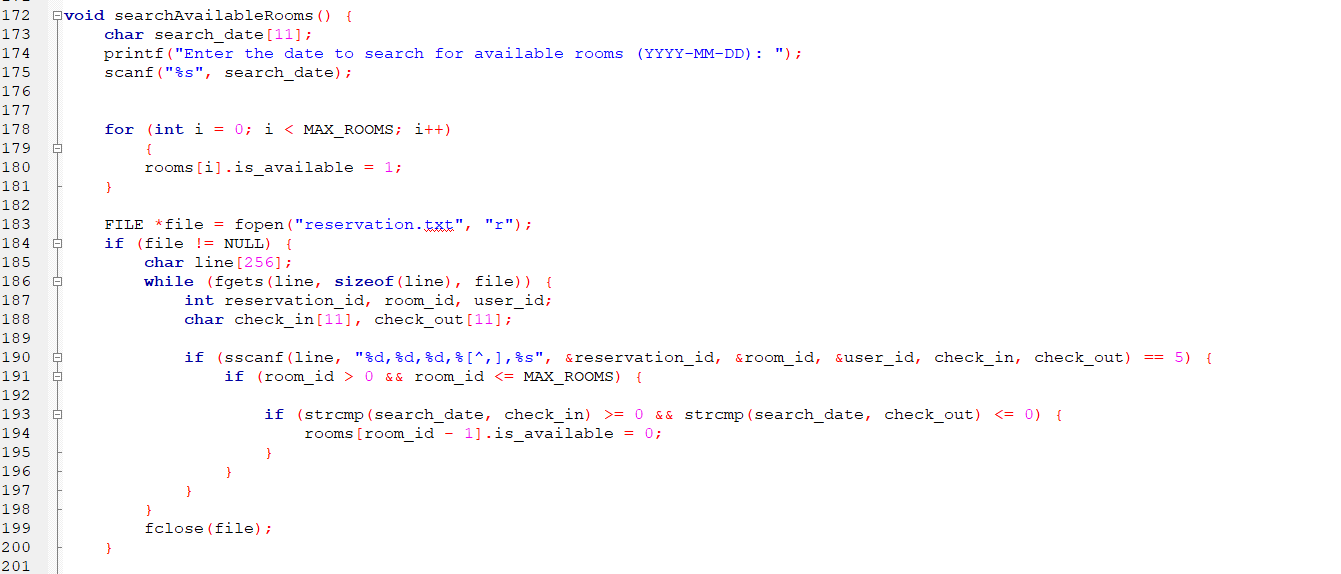 172 void searchAvailableRooms() {
173     char search_date[11];
174     printf("Enter the date to search for available rooms (YYYY-MM-DD): ");
175     scanf("%s", search_date);
176
177
178     for (int i = 0; i < MAX_ROOMS; i++)
179         {
180         rooms[i].is_available = 1;
181     }
182
183     FILE *file = fopen("reservation.txt", "r");
184     if (file != NULL) {
185         char line[256];
186         while (fgets(line, sizeof(line), file)) {
187             int reservation_id, room_id, user_id;
188             char check_in[11], check_out[11];
189
190             if (sscanf(line, "%d,%d,%d,%[^,],%s", &reservation_id, &room_id, &user_id, check_in, check_out) == 5) {
191                 if (room_id > 0 && room_id <= MAX_ROOMS) {
192
193                     if (strcmp(search_date, check_in) >= 0 && strcmp(search_date, check_out) <= 0) {
194                         rooms[room_id - 1].is_available = 0;
195                     }
196                 }
197             }
198         }
199         fclose(file);
200     }
201